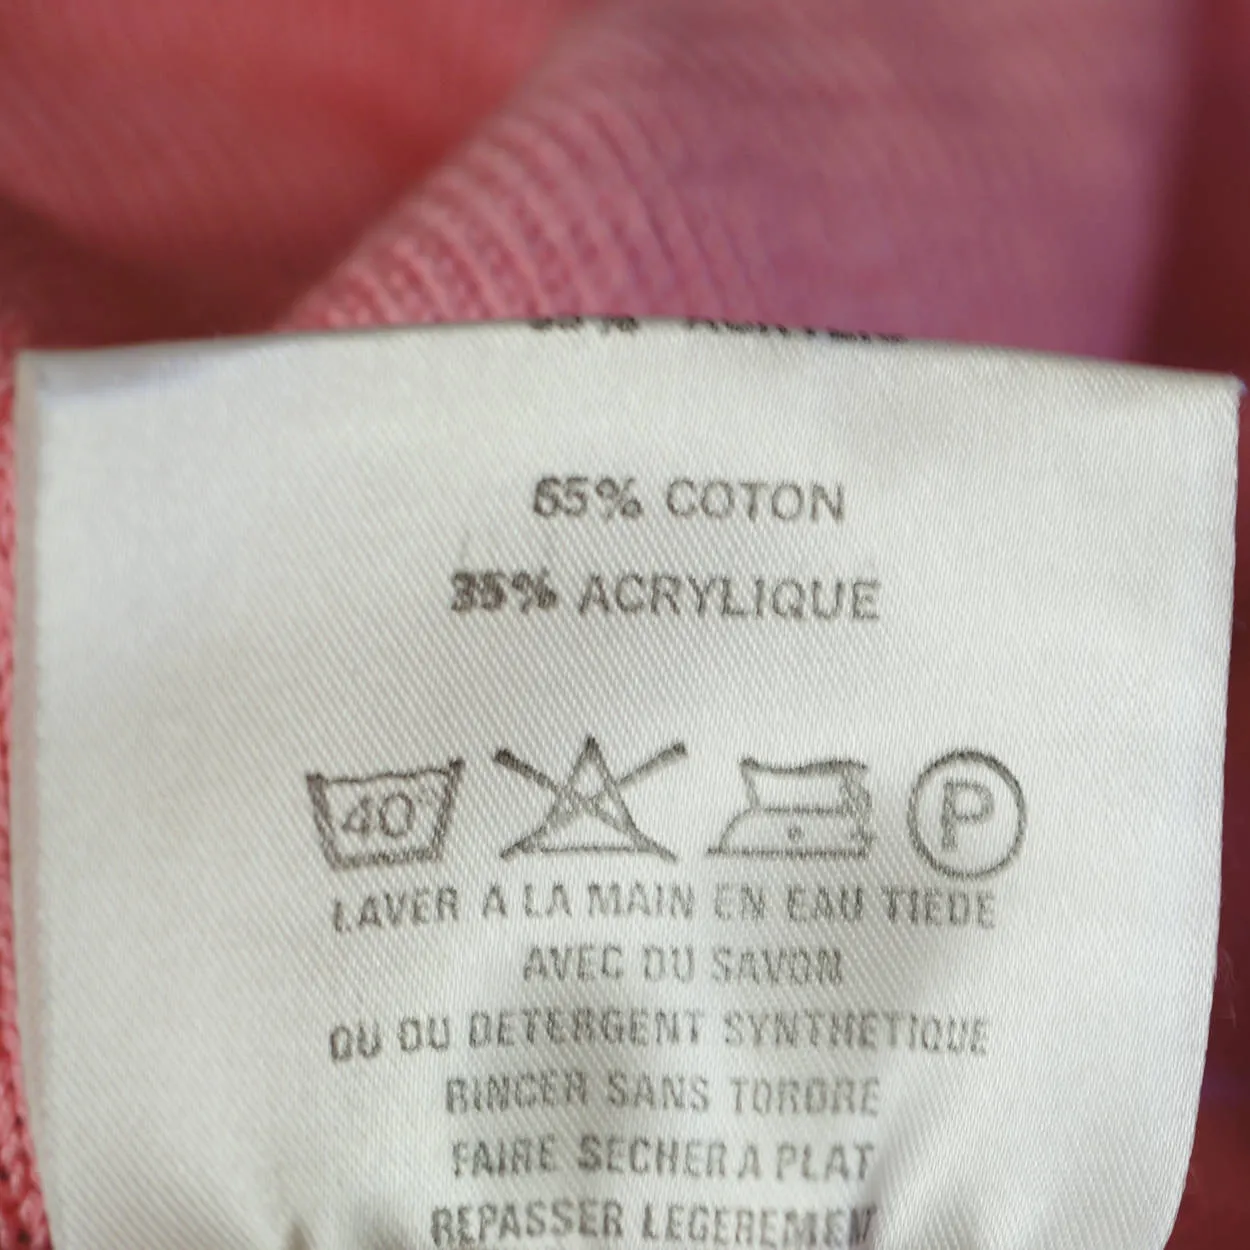 65% COTON
35% ACRYLIQUE
40° P
LAVER A LA MAIN EN EAU TIEDE
AVEC DU SAVON
OU DU DETERGENT SYNTHETIQUE
RINCER SANS TORDRE
FAIRE SECHER A PLAT
REPASSER